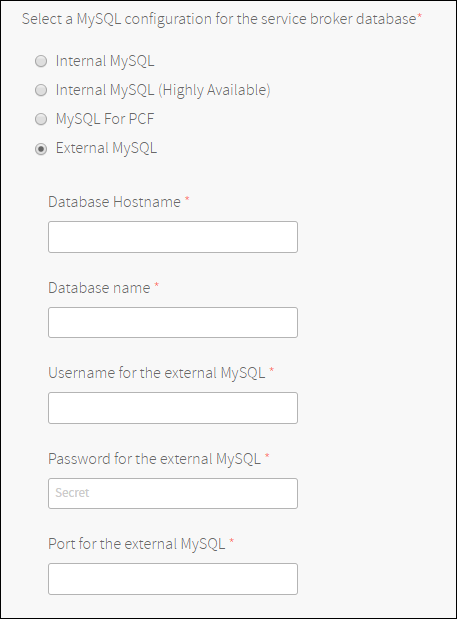 Select a MySQL configuration for the service broker database*
Internal MySQL
Internal MySQL (Highly Available)
MySQL For PCF
External MySQL
Database Hostname *
Database name *
Username for the external MySQL *
Password for the external MySQL *
Secret
Port for the external MySQL *